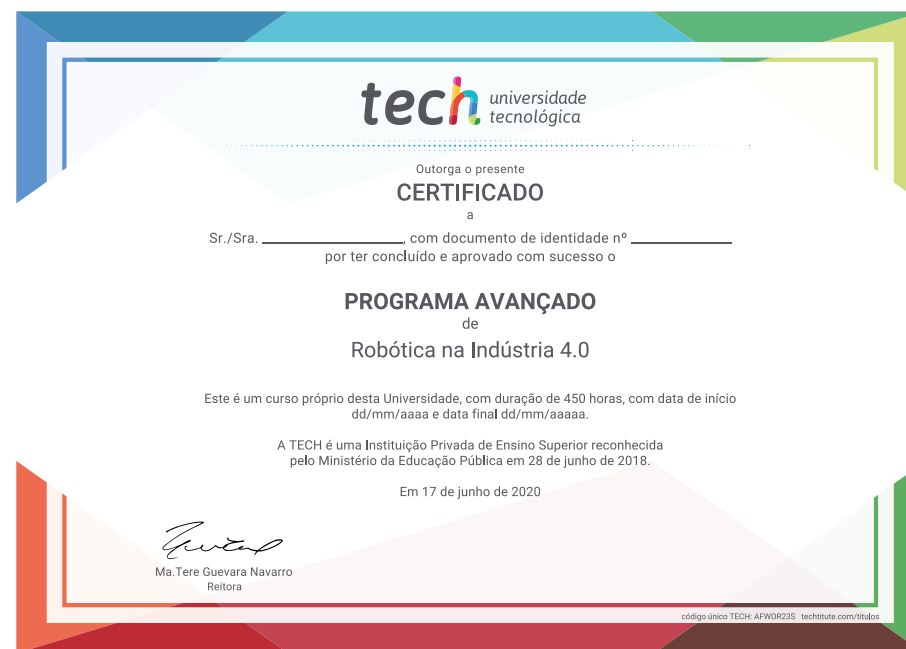 tech universidade
tecnológica
Outorga o presente
CERTIFICADO
a
Sr./Sra. ________________, com documento de identidade nº ____________
por ter concluído e aprovado com sucesso o
PROGRAMA AVANÇADO
de
Robótica na Indústria 4.0
Este é um curso próprio desta Universidade, com duração de 450 horas, com data de início
dd/mm/aaaa e data final dd/mm/aaaaa.
A TECH é uma Instituição Privada de Ensino Superior reconhecida
pelo Ministério da Educação Pública em 28 de junho de 2018.
Em 17 de junho de 2020
Ma.Tere Guevara Navarro
Reitora
código único TECH: AFWOR23S techtitute.com/titulos